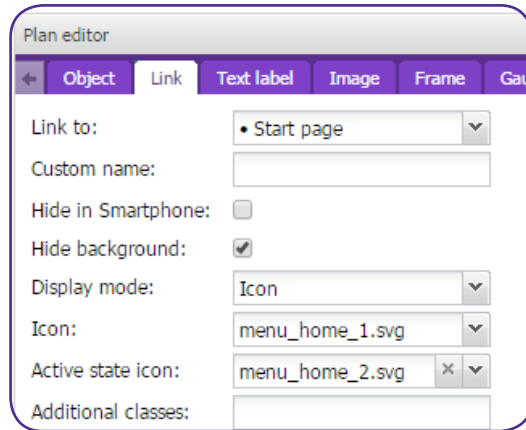 Plan editor
Object Link Text label Image Frame Gau
Link to: • Start page
Custom name:
Hide in Smartphone:
Hide background:
Display mode: Icon
Icon: menu_home_1.svg
Active state icon: menu_home_2.svg
Additional classes: